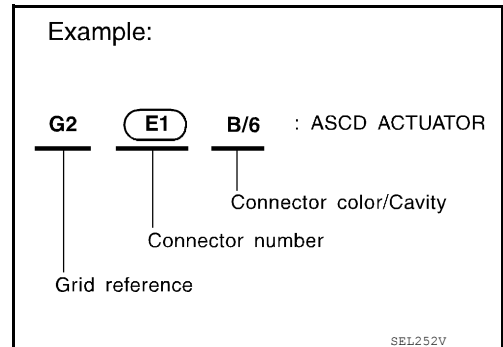 Example:
G2 E1 B/6 : ASCD ACTUATOR
Connector color/Cavity
Connector number
Grid reference
SEL252V